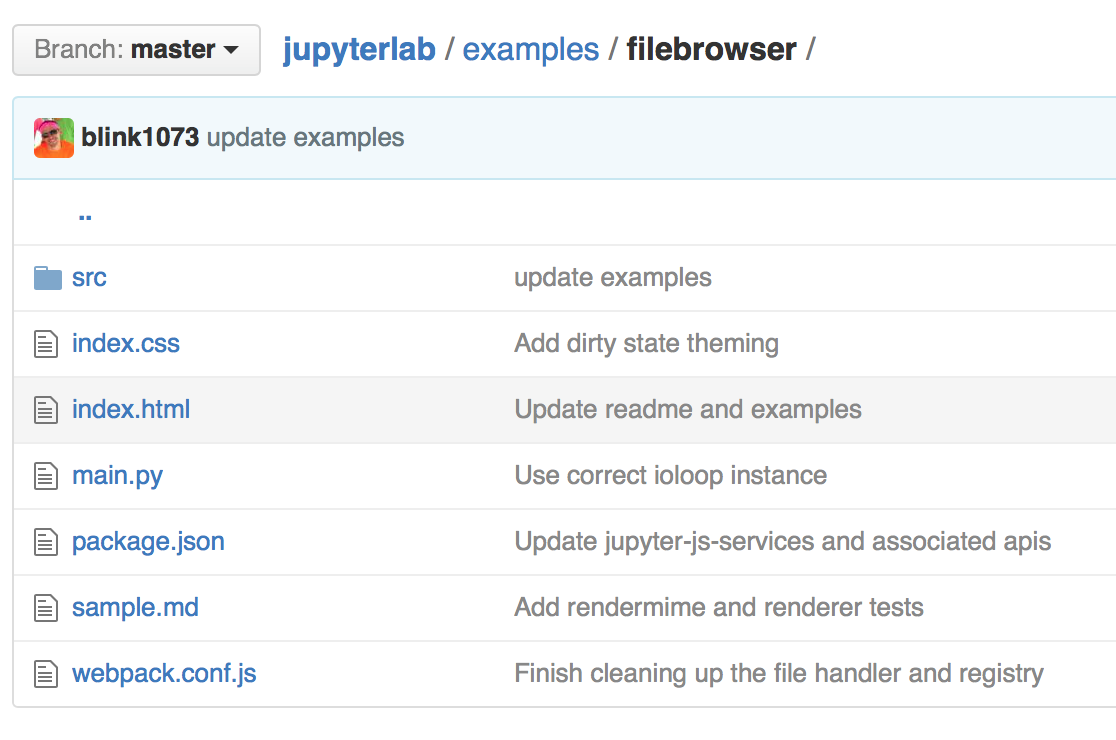 Branch: master jupyterlab / examples / filebrowser /
blink1073 update examples
..
src update examples
index.css Add dirty state theming
index.html Update readme and examples
main.py Use correct ioloop instance
package.json Update jupyter-js-services and associated apis
sample.md Add rendermime and renderer tests
webpack.conf.js Finish cleaning up the file handler and registry